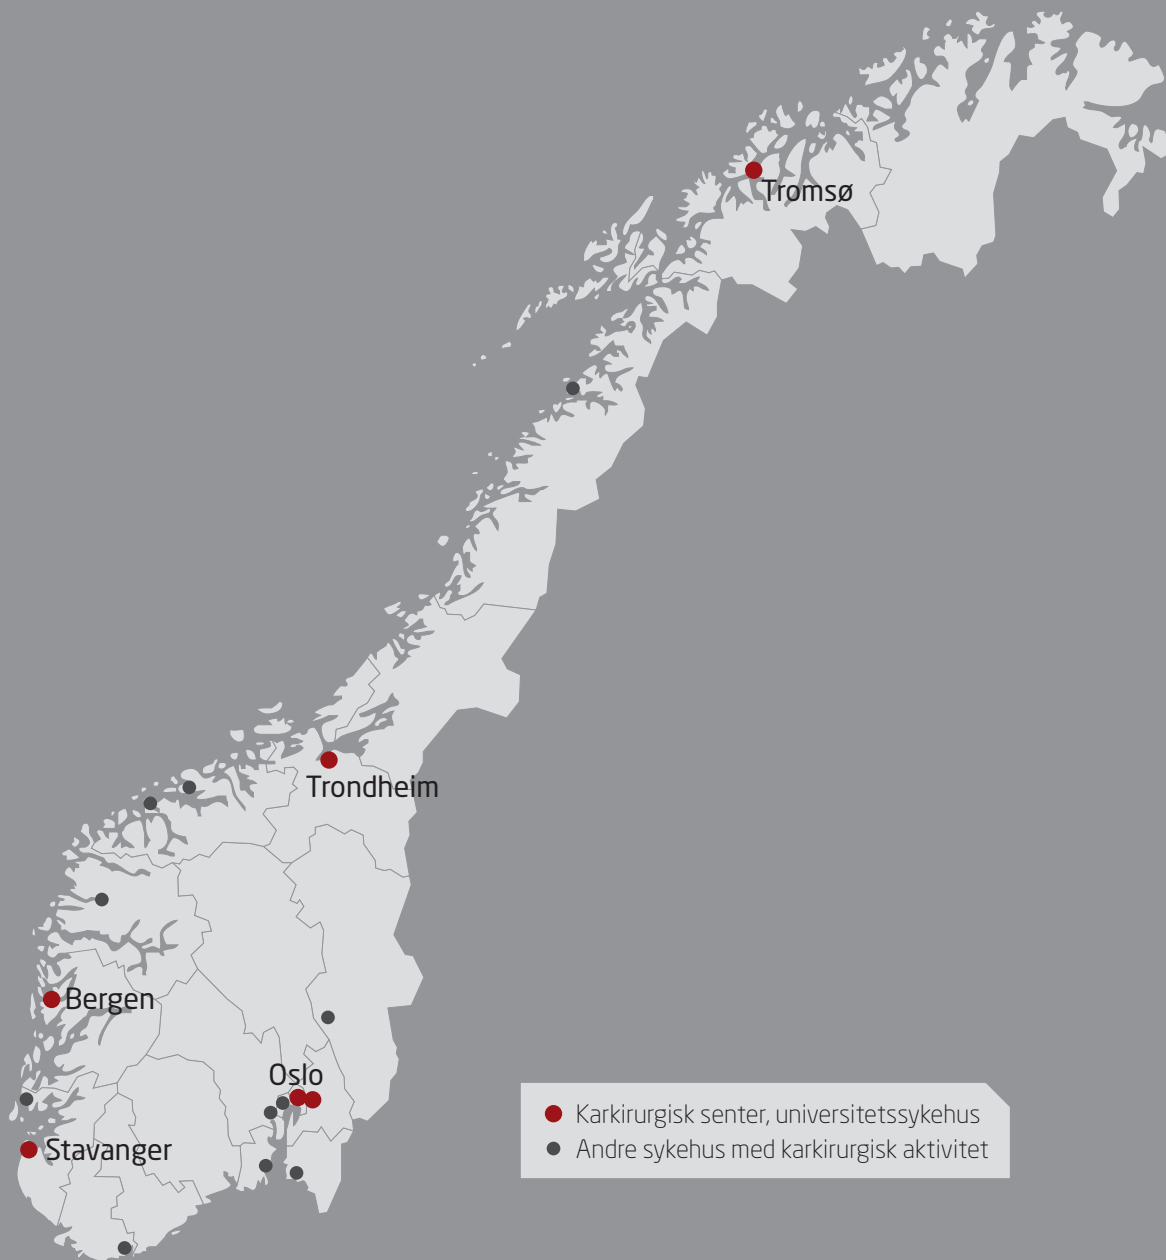 Tromsø
Trondheim
Bergen
Oslo
Stavanger
Karkirurgisk senter, universitetssykehus
Andre sykehus med karkirurgisk aktivitet